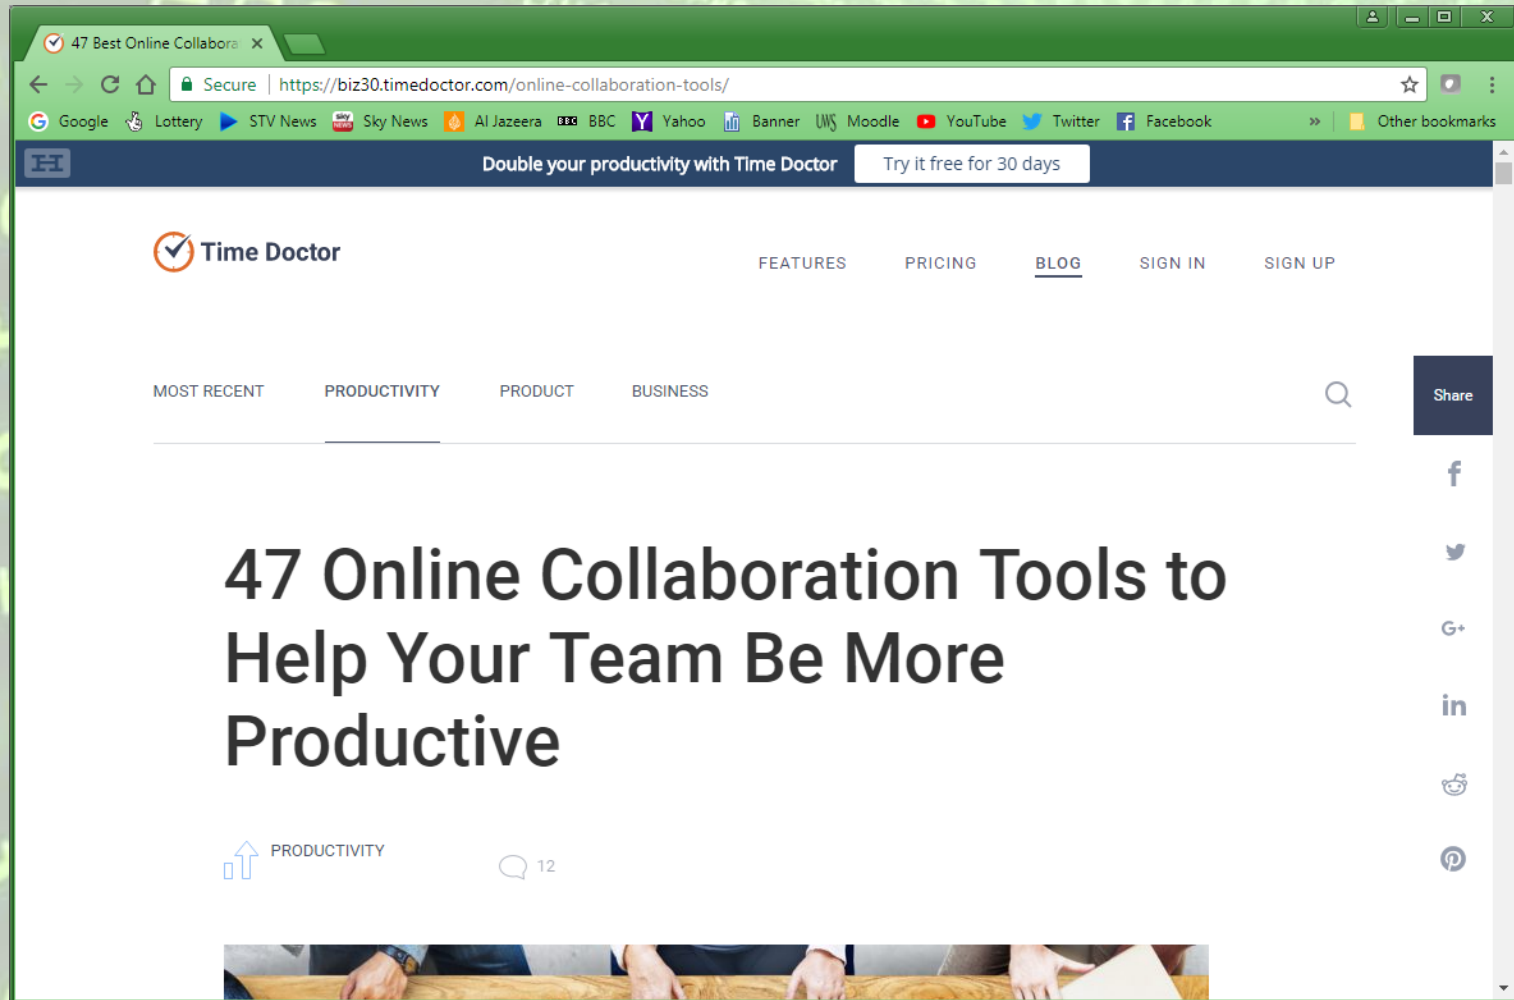 47 Best Online Collabora
Secure https://biz30.timedoctor.com/online-collaboration-tools/
Google Lottery STV News Sky News Al Jazeera BBC BBC Yahoo Banner UWS Moodle YouTube Twitter Facebook » Other bookmarks
Double your productivity with Time Doctor Try it free for 30 days
Time Doctor
FEATURES PRICING BLOG SIGN IN SIGN UP
MOST RECENT PRODUCTIVITY PRODUCT BUSINESS
Share
47 Online Collaboration Tools to
Help Your Team Be More
Productive
G+
in
PRODUCTIVITY 12